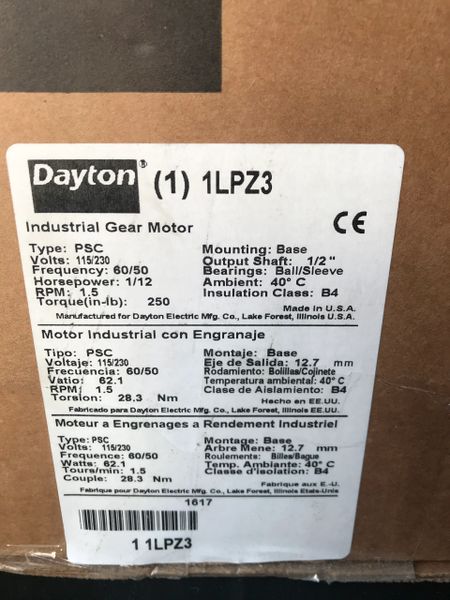 Dayton® (1) 1LPZ3
CE
Industrial Gear Motor
Type: PSC Mounting: Base
Volts: 115/230 Output Shaft: 1/2"
Frequency: 60/50 Bearings: Ball/Sleeve
Horsepower: 1/12 Ambient: 40° C
RPM: 1.5 Insulation Class: B4
Torque(in-lb): 250 Made in U.S.A.
Manufactured for Dayton Electric Mfg. Co., Lake Forest, Illinois U.S.A.
Motor Industrial con Engranaje
Tipo: PSC Montaje: Base
Voltaje: 115/230 Eje de Salida: 12.7 mm
Frecuencia: 60/50 Rodamiento: Bolillas/Cojinete
Vatio: 62.1 Temperatura ambiental: 40° C
RPM: 1.5 Clase de Aislamiento: B4
Torsion: 28.3 Nm Hecho en EE.UU.
Fabricado para Dayton Electric Mfg. Co., Lake Forest, Illinois EE.UU.
Moteur a Engrenages a Rendement Industriel
Type: PSC Montage: Base
Volts: 115/230 Arbre Mene: 12.7 mm
Frequence: 60/50 Roulements: Billes/Bague
Watts: 62.1 Temp. Ambiante: 40° C
Tours/min: 1.5 Classe d'isolation: B4
Couple: 28.3 Nm Fabrique aux E.-U.
Fabrique pour Dayton Electric Mfg. Co., Lake Forest, Illinois Etats-Unis
1617
1 1LPZ3